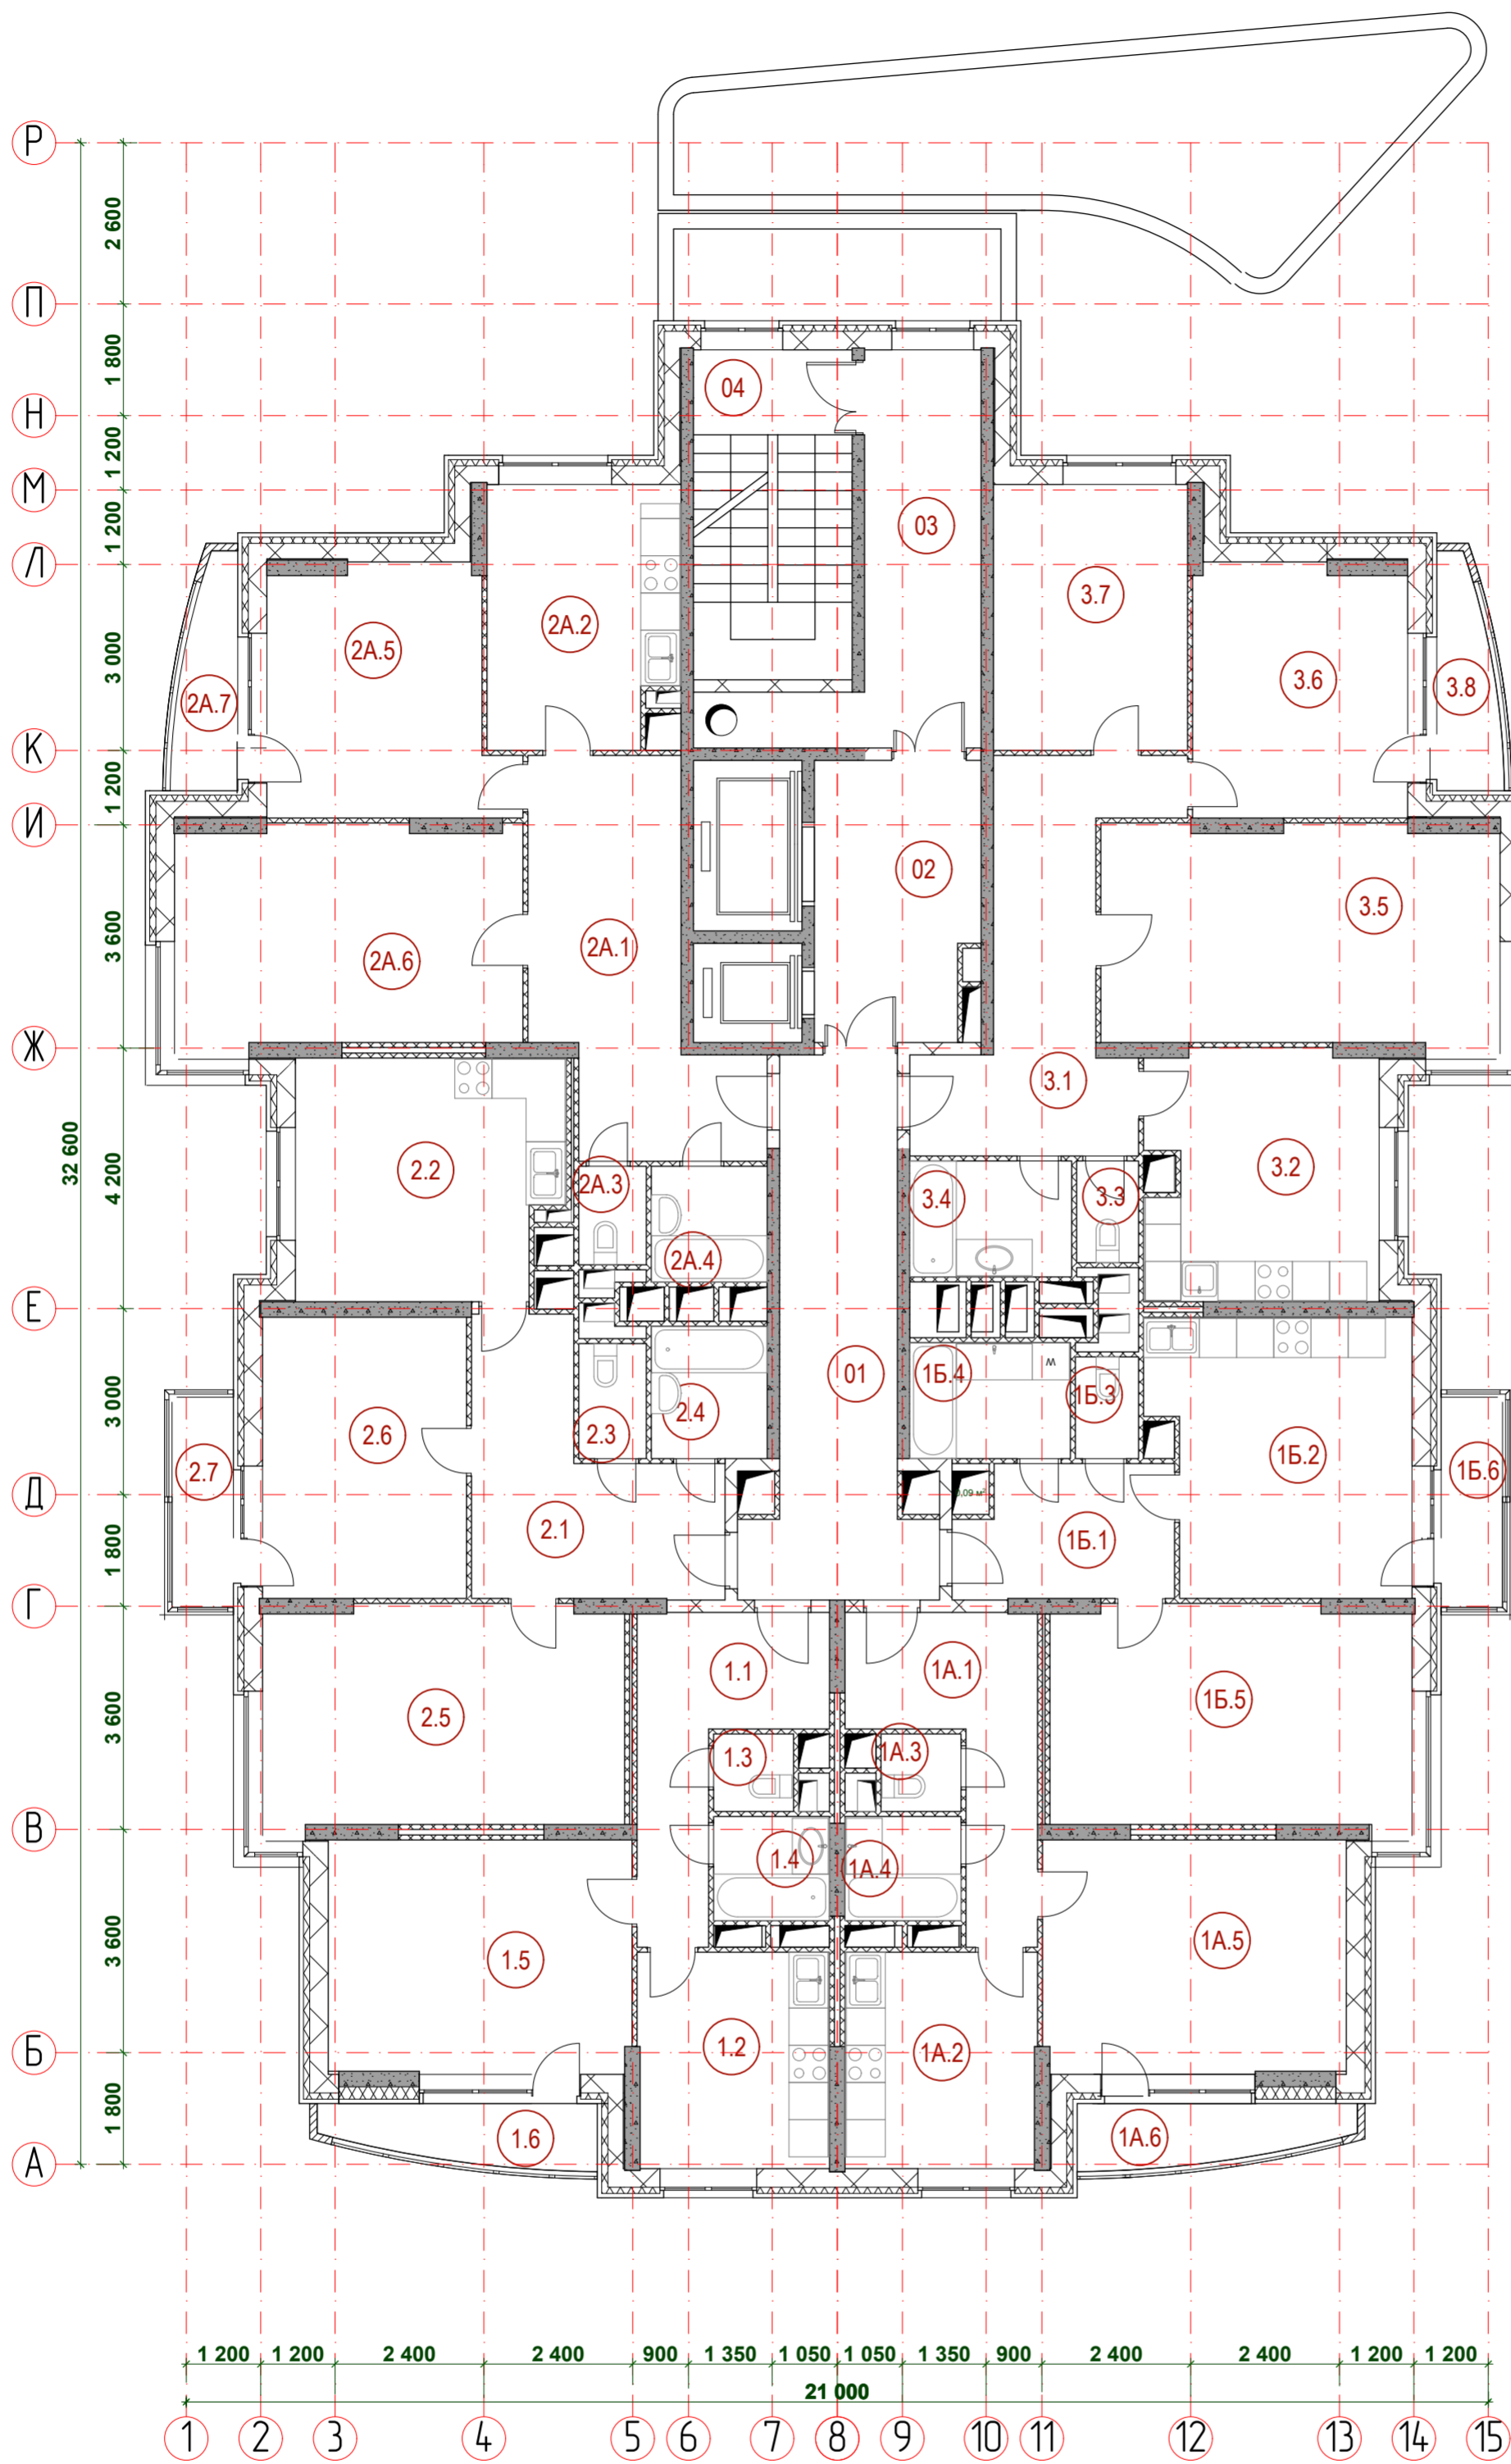 Р
2 600
П
1 800
04
Н
1 200
М
03
1 200
Л
3.7
2А.2
2А.5
3.6
3 000
3.8
2А.7
К
1 200
И
02
3.5
3 600
2А.1
2А.6
Ж
3.1
32 600
4 200
2.2
3.2
2А.3
3.3
3.4
2А.4
Е
01
1Б.4
W
1Б.3
3 000
2.4
2.3
2.6
1Б.2
2.7
1Б.6
Д
0,09 м²
2.1
1Б.1
1 800
Г
1.1
1А.1
1Б.5
3 600
2.5
1.3
1А.3
В
1.4
1А.4
3 600
1А.5
1.5
1.2
1А.2
Б
1 800
1.6
1А.6
А
1 200 1 200 2 400 2 400 900 1 350 1 050 1 050 1 350 900 2 400 2 400 1 200 1 200
21 000
1 2 3 4 5 6 7 8 9 10 11 12 13 14 15